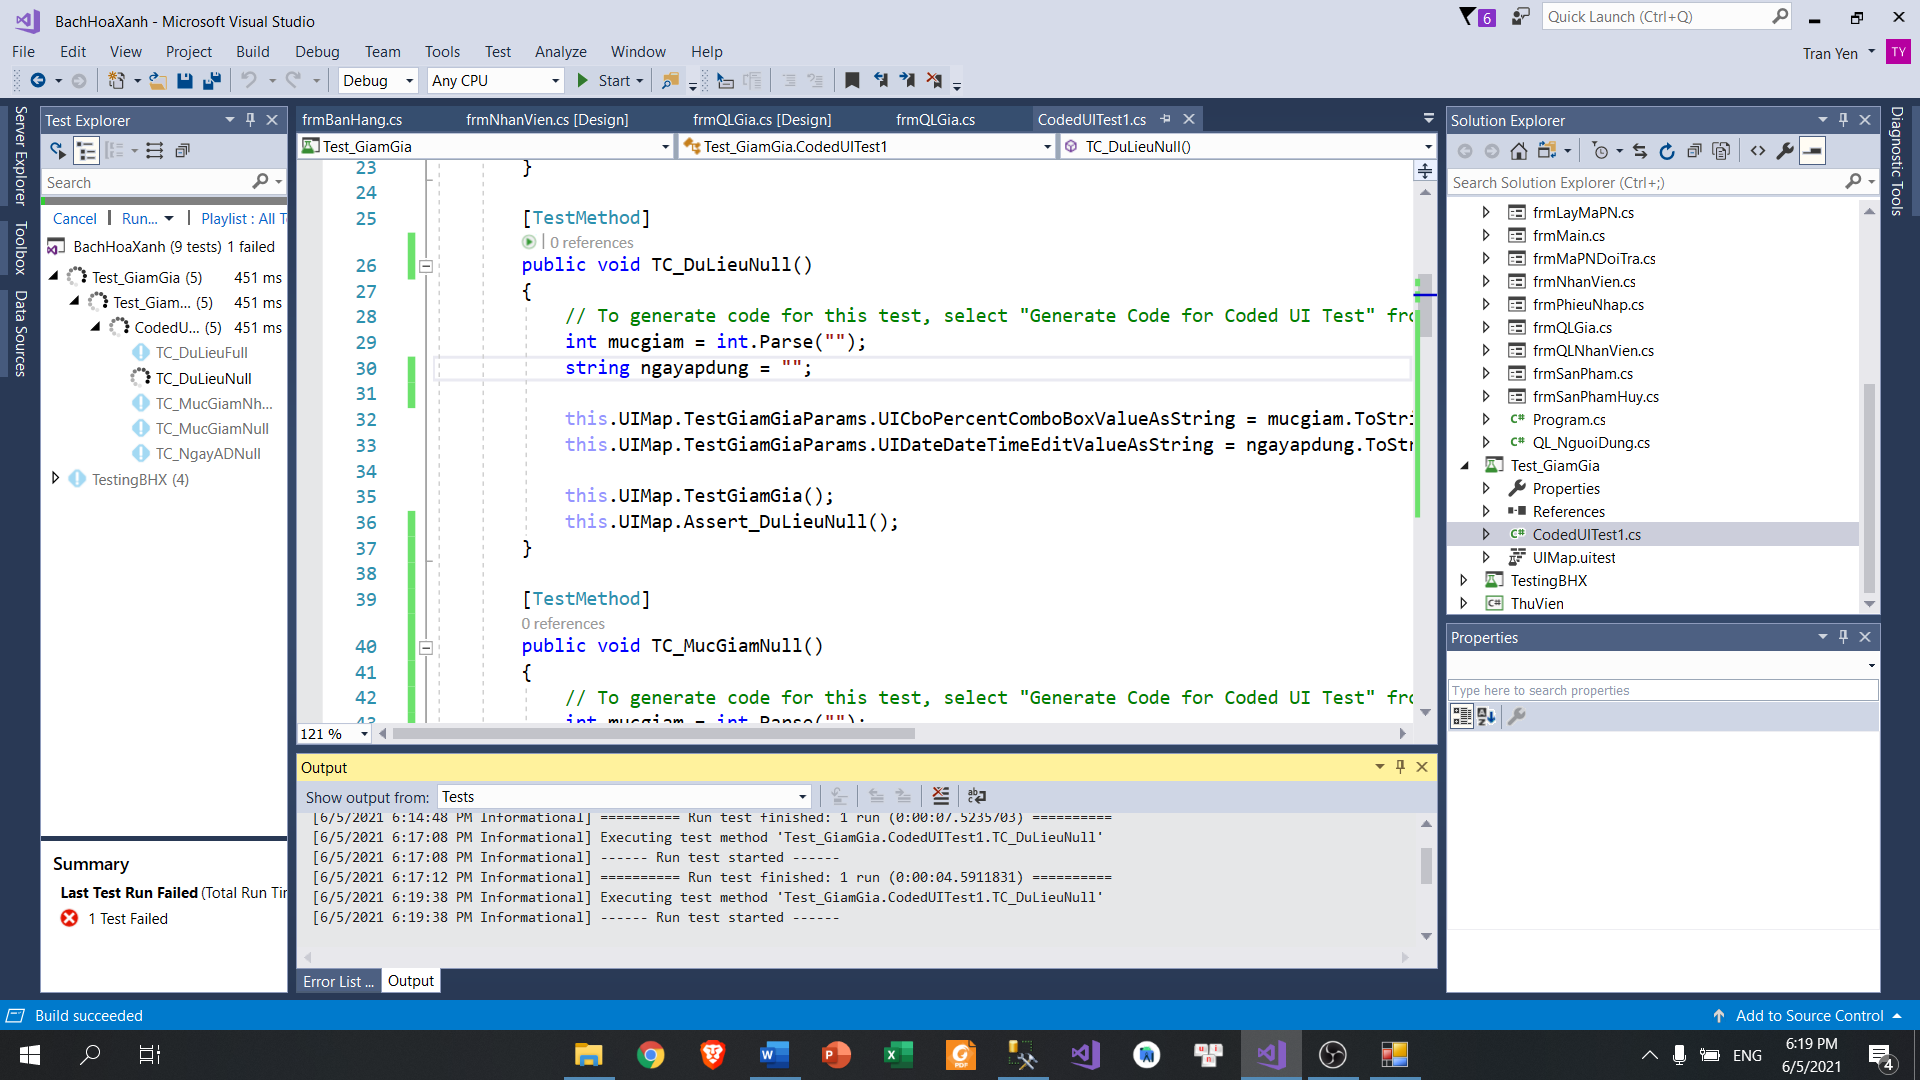 BachHoaXanh - Microsoft Visual Studio
6
Quick Launch (Ctrl+Q)
File Edit View Project Build Debug Team Tools Test Analyze Window Help
Tran Yen
TY
Debug
Any CPU
Start
Server Explorer
Toolbox
Data Sources
Test Explorer
Search
Cancel
Run...
Playlist : All T
BachHoaXanh (9 tests) 1 failed
Test_GiamGia (5) 451 ms
Test_Giam... (5) 451 ms
CodedU... (5) 451 ms
TC_DuLieuFull
TC_DuLieuNull
TC_MucGiamNh...
TC_MucGiamNull
TC_NgayADNull
TestingBHX (4)
Summary
Last Test Run Failed (Total Run Tir
1 Test Failed
frmBanHang.cs
frmNhanVien.cs [Design]
frmQLGia.cs [Design]
frmQLGia.cs
CodedUITest1.cs
Test_GiamGia
Test_GiamGia.CodedUITest1
TC_DuLieuNull()
23 }
24
25 [TestMethod]
0 references
26 public void TC_DuLieuNull()
27 {
28 // To generate code for this test, select "Generate Code for Coded UI Test" fro
29 int mucgiam = int.Parse("");
30 string ngayapdung = "";
31
32 this.UIMap.TestGiamGiaParams.UICboPercentComboBoxValueAsString = mucgiam.ToStri
33 this.UIMap.TestGiamGiaParams.UIDateDateTimeEditValueAsString = ngayapdung.ToStr
34
35 this.UIMap.TestGiamGia();
36 this.UIMap.Assert_DuLieuNull();
37 }
38
39 [TestMethod]
0 references
40 public void TC_MucGiamNull()
41 {
42 // To generate code for this test, select "Generate Code for Coded UI Test" fro
43 int mucgiam = int.Parse("");
121 %
Output
Show output from: Tests
[6/5/2021 6:14:48 PM Informational] ========== Run test finished: 1 run (0:00:07.5235703) ==========
[6/5/2021 6:17:08 PM Informational] Executing test method 'Test_GiamGia.CodedUITest1.TC_DuLieuNull'
[6/5/2021 6:17:08 PM Informational] ------ Run test started ------
[6/5/2021 6:17:12 PM Informational] ========== Run test finished: 1 run (0:00:04.5911831) ==========
[6/5/2021 6:19:38 PM Informational] Executing test method 'Test_GiamGia.CodedUITest1.TC_DuLieuNull'
[6/5/2021 6:19:38 PM Informational] ------ Run test started ------
Error List ...
Output
Solution Explorer
Search Solution Explorer (Ctrl+;)
frmLayMaPN.cs
frmMain.cs
frmMaPNDoiTra.cs
frmNhanVien.cs
frmPhieuNhap.cs
frmQLGia.cs
frmQLNhanVien.cs
frmSanPham.cs
frmSanPhamHuy.cs
C# Program.cs
C# QL_NguoiDung.cs
Test_GiamGia
Properties
References
C# CodedUITest1.cs
UIMap.uitest
TestingBHX
C# ThuVien
Properties
Type here to search properties
Diagnostic Tools
Build succeeded
Add to Source Control
ENG
6:19 PM
6/5/2021
4